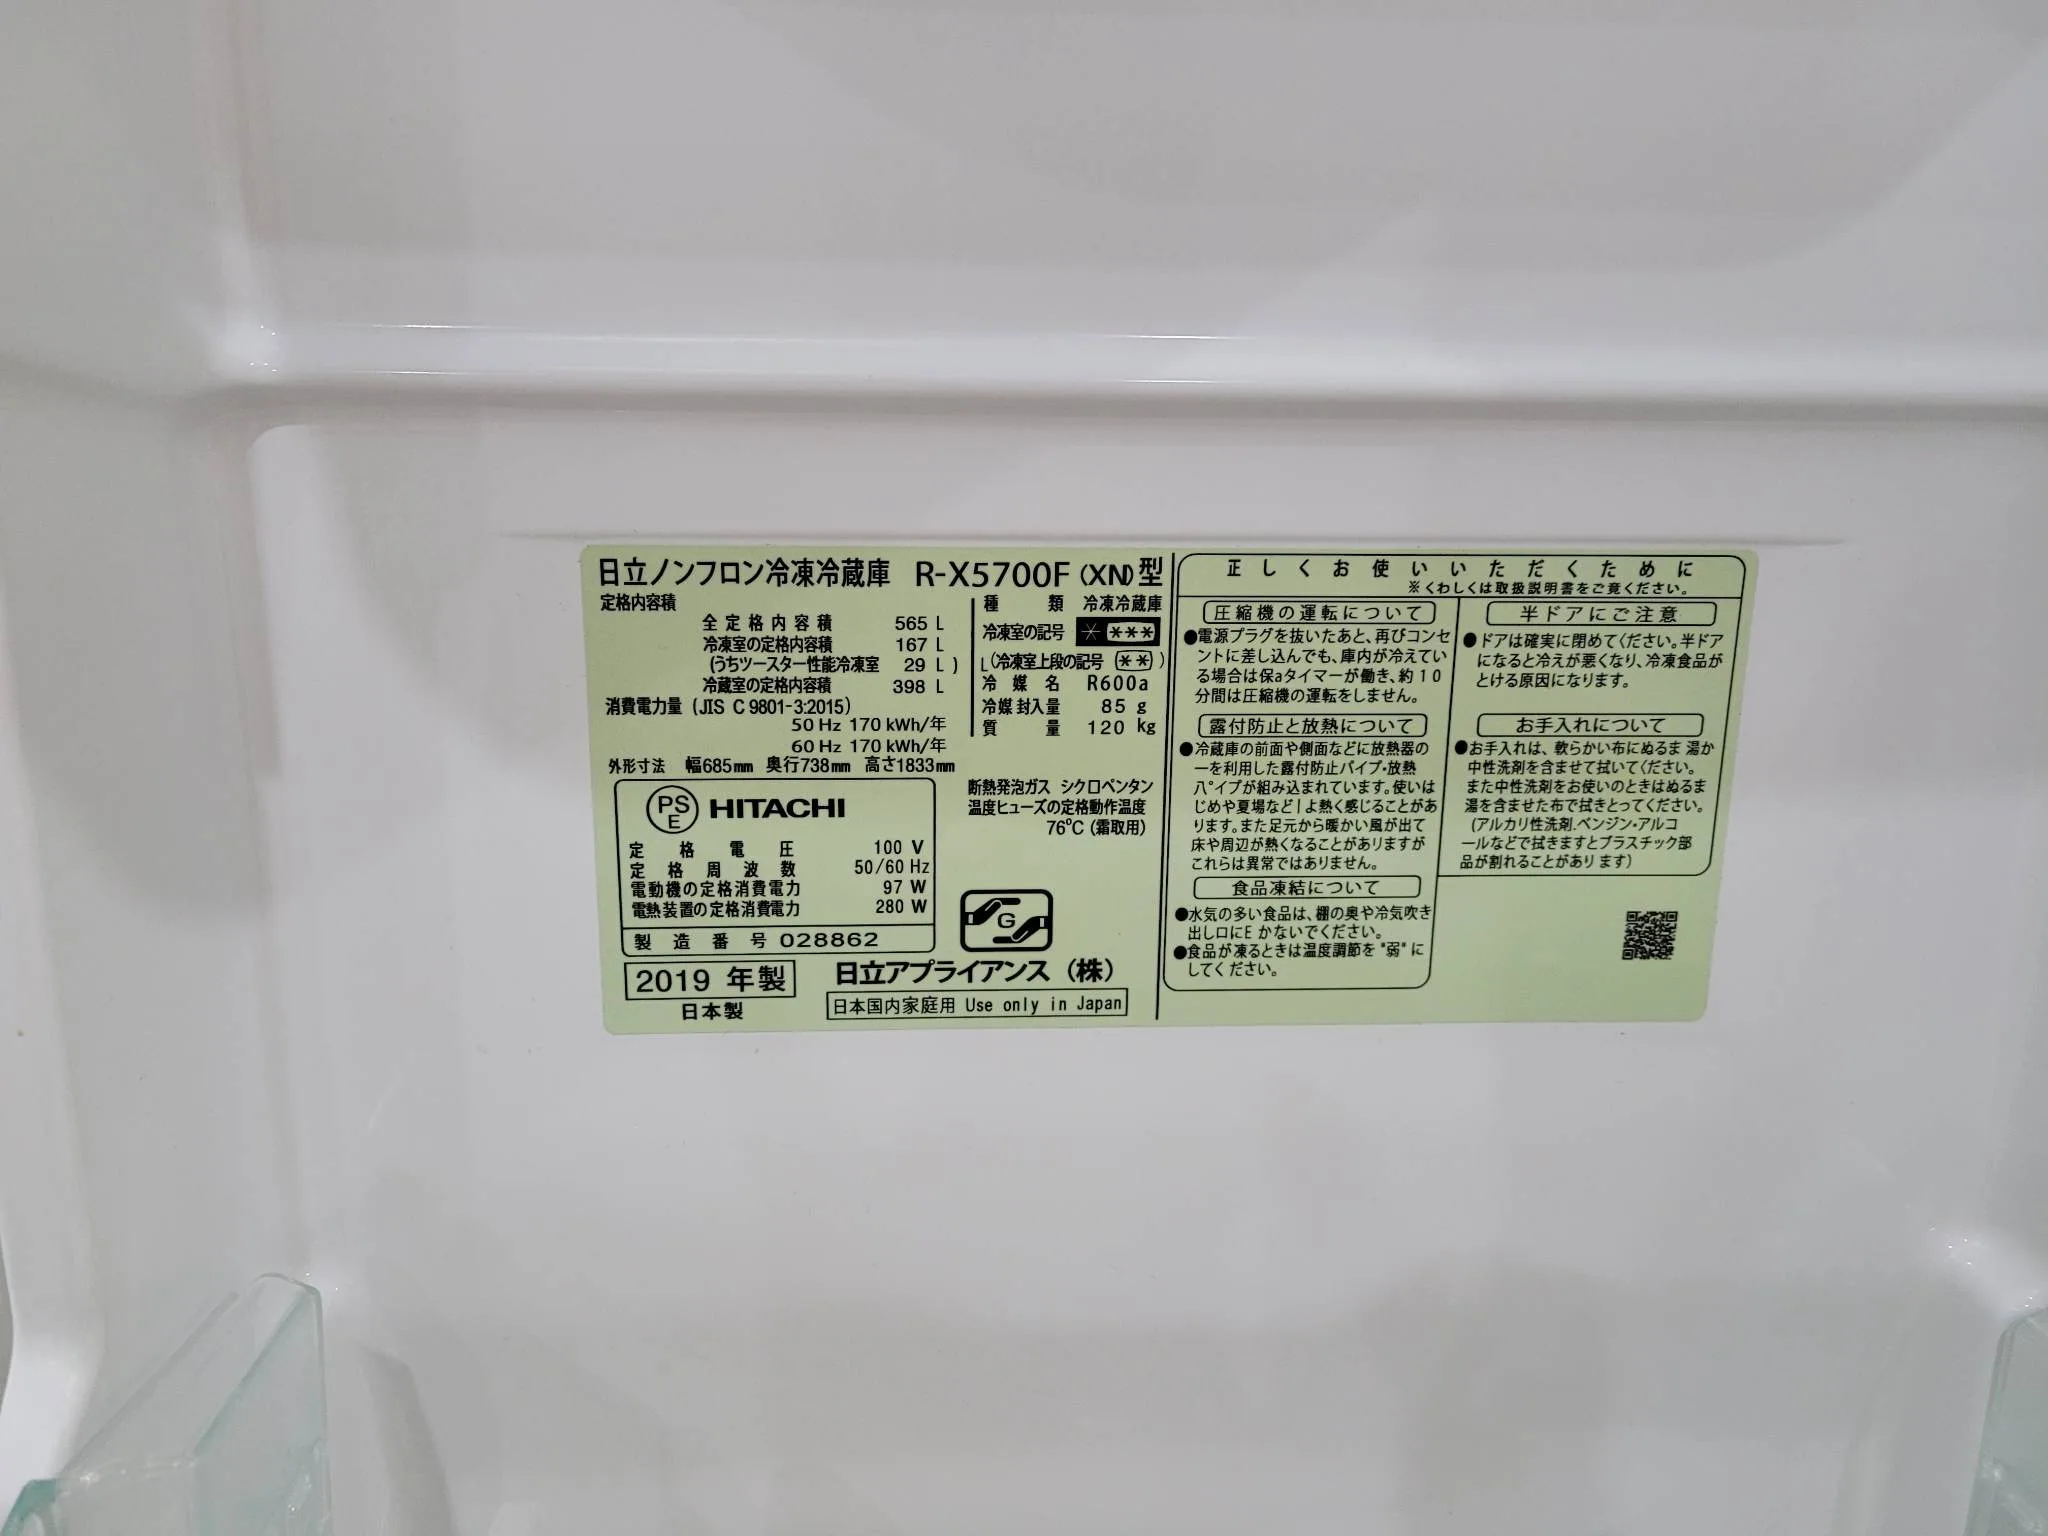 日立ノンフロン冷凍冷蔵庫 R-X5700F (XN)型
定格内容積
全定格内容積 565 L
冷凍室の定格内容積 167 L
(うちツースター性能冷凍室 29 L )
冷蔵室の定格内容積 398 L
消費電力量 (JIS C 9801-3:2015)
50 Hz 170 kWh/年
60 Hz 170 kWh/年
外形寸法 幅685mm 奥行738mm 高さ1833mm
種類 冷凍冷蔵庫
冷凍室の記号 * ***
L(冷凍室上段の記号 (**) )
冷媒名 R600a
冷媒封入量 85 g
質量 120 kg
断熱発泡ガス シクロペンタン
温度ヒューズの定格動作温度
76°C (霜取用)
PS
E
HITACHI
定格電圧 100 V
定格周波数 50/60 Hz
電動機の定格消費電力 97 W
電熱装置の定格消費電力 280 W
製造番号 028862
2019 年製
日本製
G
日立アプライアンス (株)
日本国内家庭用 Use only in Japan
正しくお使いいただくために
※くわしくは取扱説明書をご覧ください。
圧縮機の運転について
●電源プラグを抜いたあと、再びコンセ
ントに差し込んでも、庫内が冷えてい
る場合は保aタイマーが働き、約10
分間は圧縮機の運転をしません。
露付防止と放熱について
●冷蔵庫の前面や側面などに放熱器の
一を利用した露付防止パイプ・放熱
パイプが組み込まれています。使いは
じめや夏場など|よ熱く感じることがあ
ります。また足元から暖かい風が出て
床や周辺が熱くなることがありますが
これらは異常ではありません。
食品凍結について
●水気の多い食品は、棚の奥や冷気吹き
出し口にE かないでください。
●食品が凍るときは温度調節を "弱" に
してください。
半ドアにご注意
●ドアは確実に閉めてください。半ドア
になると冷えが悪くなり、冷凍食品が
とける原因になります。
お手入れについて
●お手入れは、軟らかい布にぬるま 湯か
中性洗剤を含ませて拭いてください。
また中性洗剤をお使いのときはぬるま
湯を含ませた布で拭きとってください。
(アルカリ性洗剤.ベンジン・アルコ
ールなどで拭きますとプラスチック部
品が割れることがあり ます)